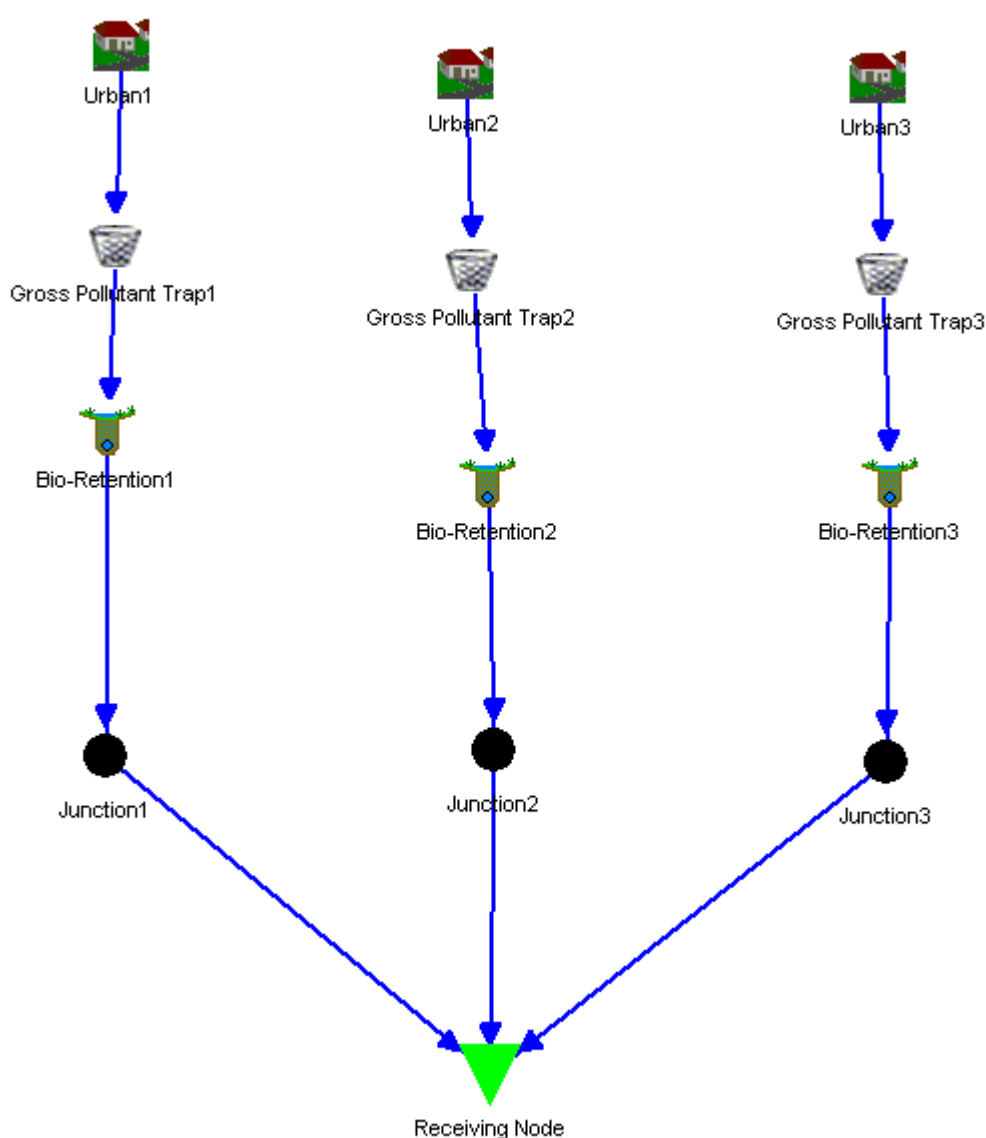 Urban1
Urban2
Urban3
Gross Pollutant Trap1
Gross Pollutant Trap2
Gross Pollutant Trap3
Bio-Retention1
Bio-Retention2
Bio-Retention3
Junction1
Junction2
Junction3
Receiving Node